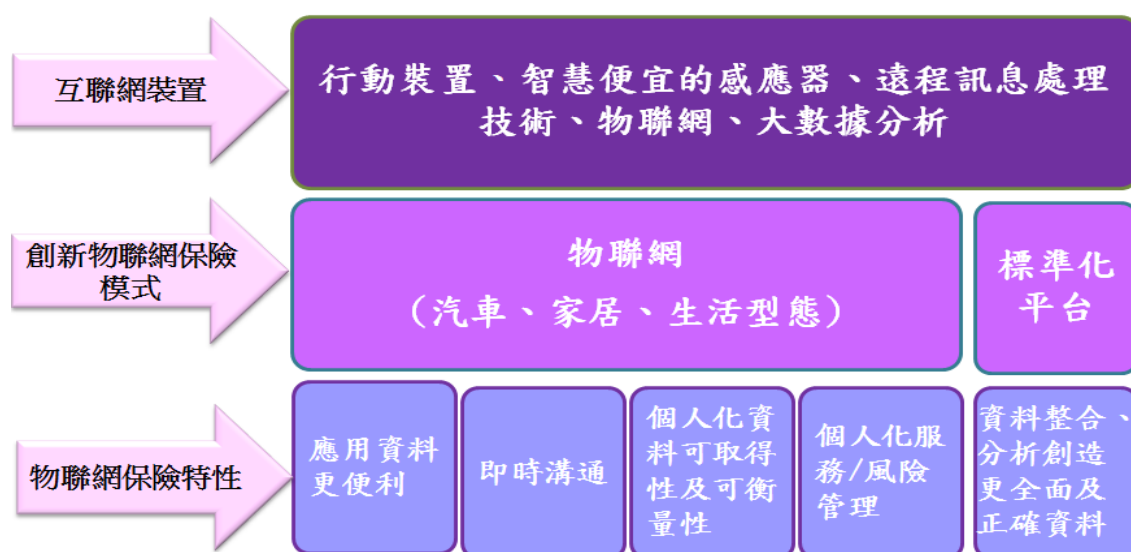 互聯網裝置
行動裝置、智慧便宜的感應器、遠程訊息處理
技術、物聯網、大數據分析
創新物聯網保險
模式
物聯網
(汽車、家居、生活型態)
標準化
平台
物聯網保險特性
應用資料
更便利
即時溝通
個人化資
料可取得
性及可衡
量性
個人化服
務/風險
管理
資料整合、
分析創造
更全面及
正確資料